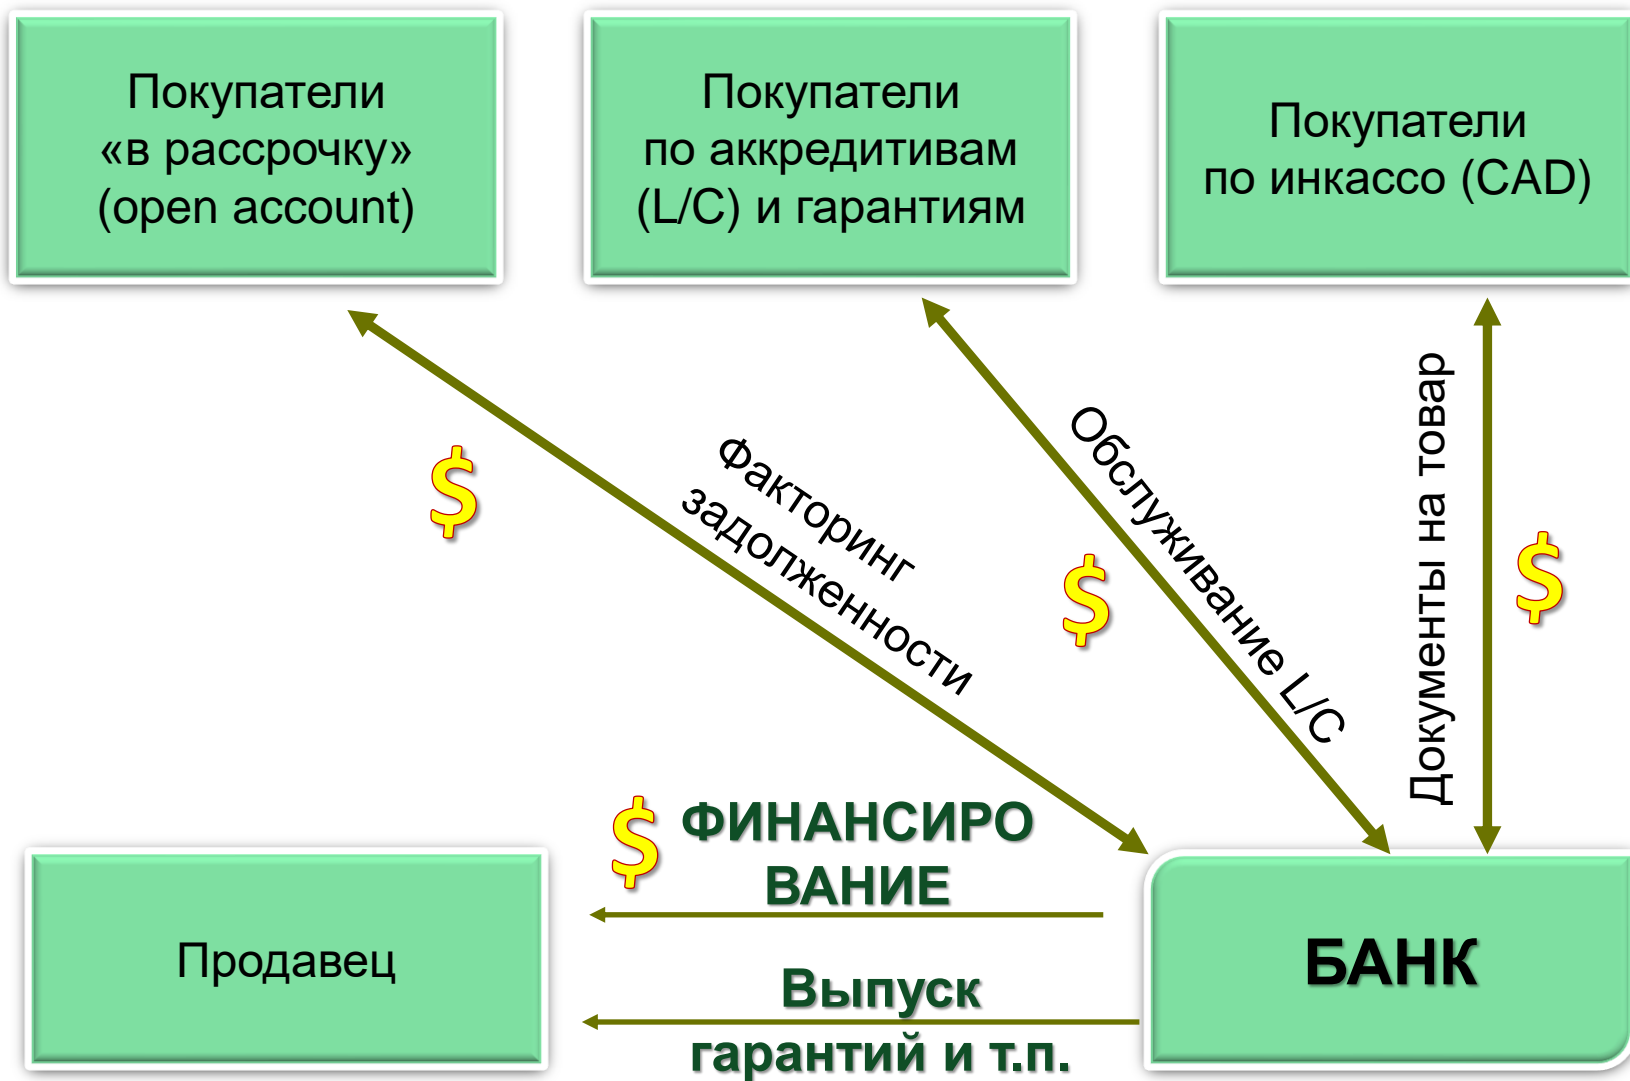 Покупатели
«в рассрочку»
(open account)
Покупатели
по аккредитивам
(L/C) и гарантиям
Покупатели
по инкассо (CAD)
$
Факторинг
задолженности
$
Обслуживание L/C
Документы на товар
$
$
ФИНАНСИРО
ВАНИЕ
Продавец
Выпуск
гарантий и т.п.
БАНК